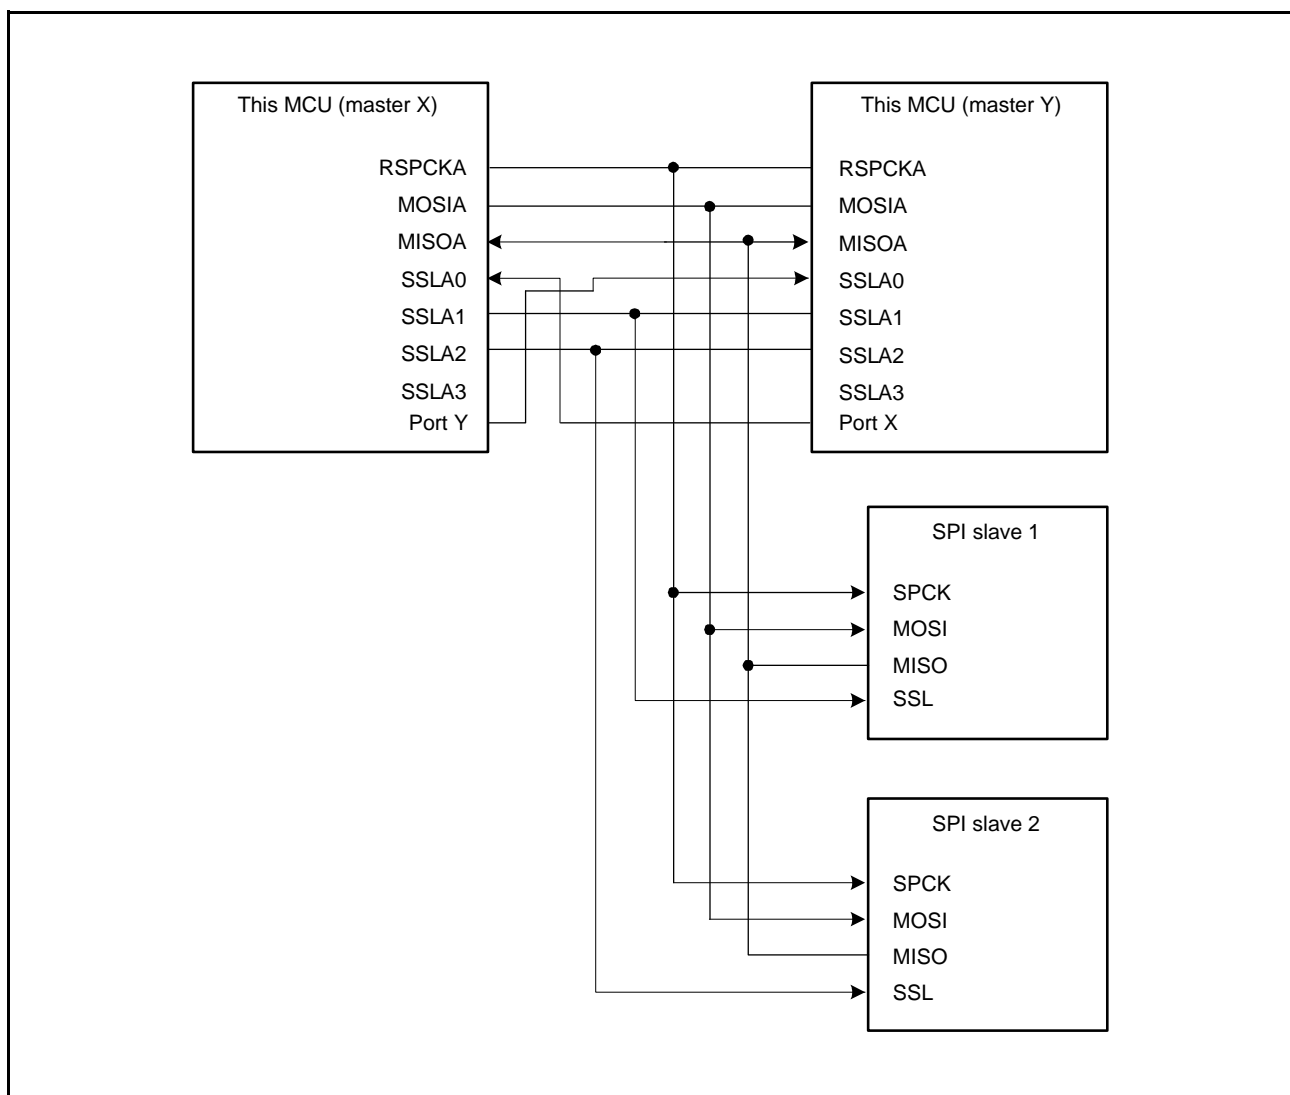 This MCU (master X)
RSPCKA
MOSIA
MISOA
SSLA0
SSLA1
SSLA2
SSLA3
Port Y
This MCU (master Y)
RSPCKA
MOSIA
MISOA
SSLA0
SSLA1
SSLA2
SSLA3
Port X
SPI slave 1
SPCK
MOSI
MISO
SSL
SPI slave 2
SPCK
MOSI
MISO
SSL